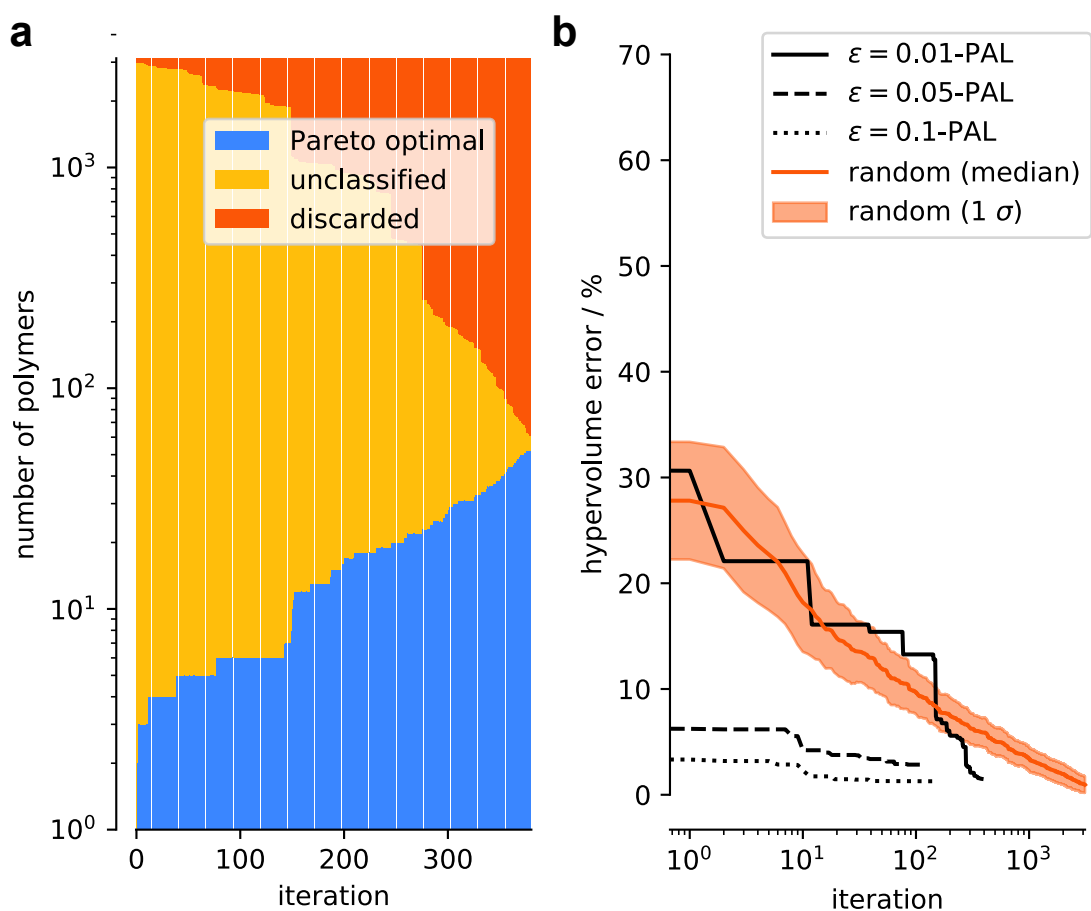 a
10³
10²
10¹
10⁰
number of polymers
Pareto optimal
unclassified
discarded
0
100
200
300
iteration
b
70
60
50
40
30
20
10
0
hypervolume error / %
ε = 0.01-PAL
ε = 0.05-PAL
ε = 0.1-PAL
random (median)
random (1 σ)
10⁰
10¹
10²
10³
iteration